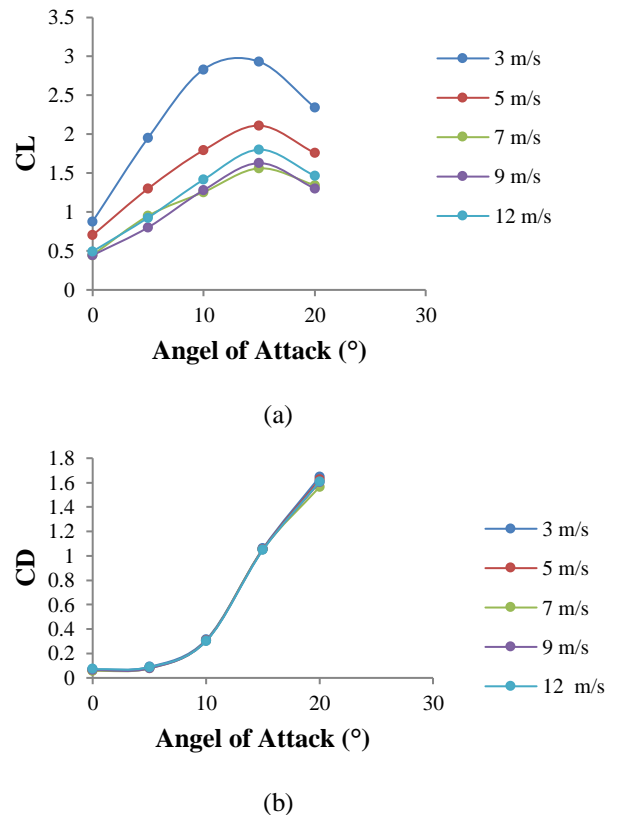 3.5
3
2.5
2
1.5
1
0.5
0
CL
0 10 20 30
Angel of Attack (°)
3 m/s
5 m/s
7 m/s
9 m/s
12 m/s
(a)
1.8
1.6
1.4
1.2
1
0.8
0.6
0.4
0.2
0
CD
0 10 20 30
Angel of Attack (°)
3 m/s
5 m/s
7 m/s
9 m/s
12 m/s
(b)